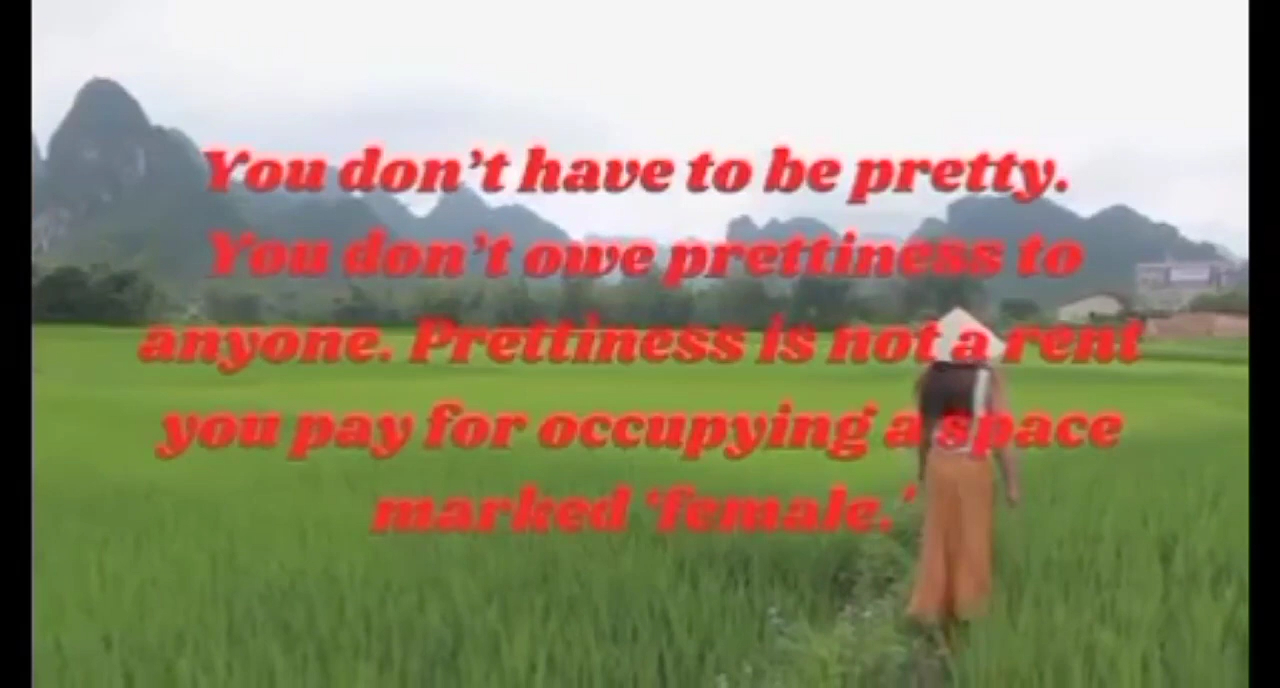 You don’t have to be pretty.
You don’t owe prettiness to
anyone. Prettiness is not a rent
you pay for occupying a space
marked ‘female.’